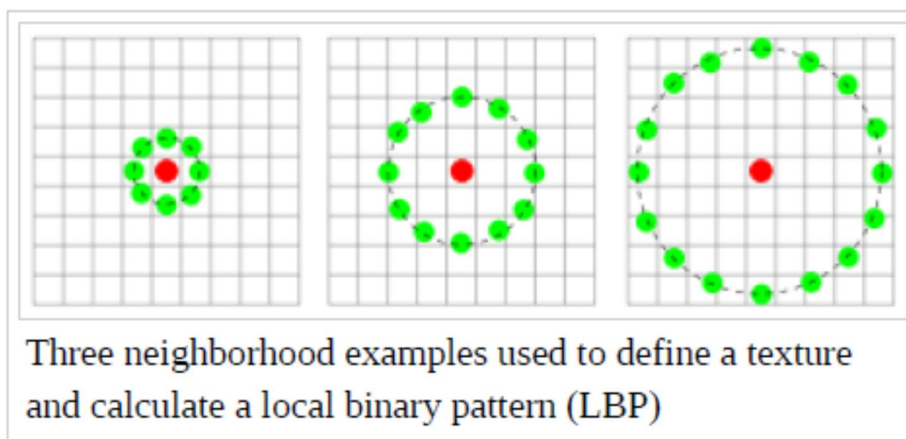 Three neighborhood examples used to define a texture
and calculate a local binary pattern (LBP)